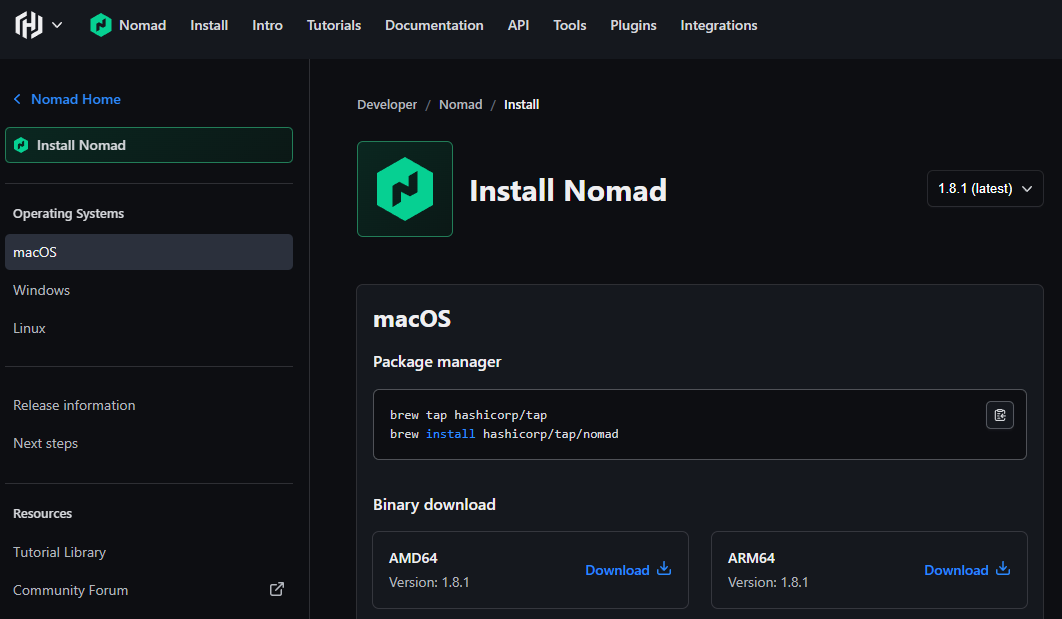 Nomad Install Intro Tutorials Documentation API Tools Plugins Integrations
Nomad Home
Install Nomad
Operating Systems
macOS
Windows
Linux
Release information
Next steps
Resources
Tutorial Library
Community Forum
Developer / Nomad / Install
Install Nomad
1.8.1 (latest)
macOS
Package manager
brew tap hashicorp/tap
brew install hashicorp/tap/nomad
Binary download
AMD64
Version: 1.8.1
Download
ARM64
Version: 1.8.1
Download